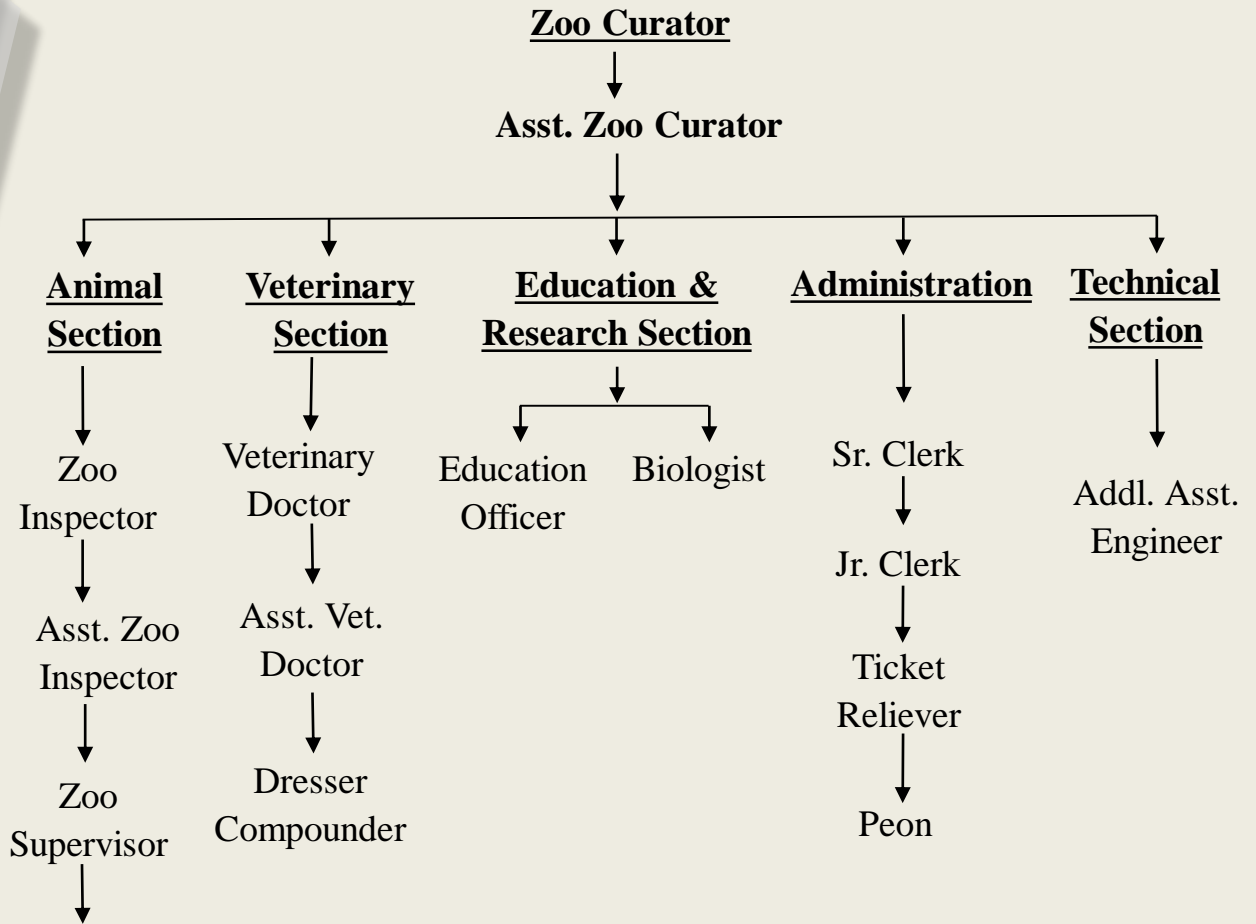 Zoo Curator
Asst. Zoo Curator
Animal
Section
Veterinary
Section
Education &
Research Section
Administration
Technical
Section
Zoo
Inspector
Asst. Zoo
Inspector
Zoo
Supervisor
Veterinary
Doctor
Asst. Vet.
Doctor
Dresser
Compounder
Education
Officer
Biologist
Sr. Clerk
Jr. Clerk
Ticket
Reliever
Peon
Addl. Asst.
Engineer